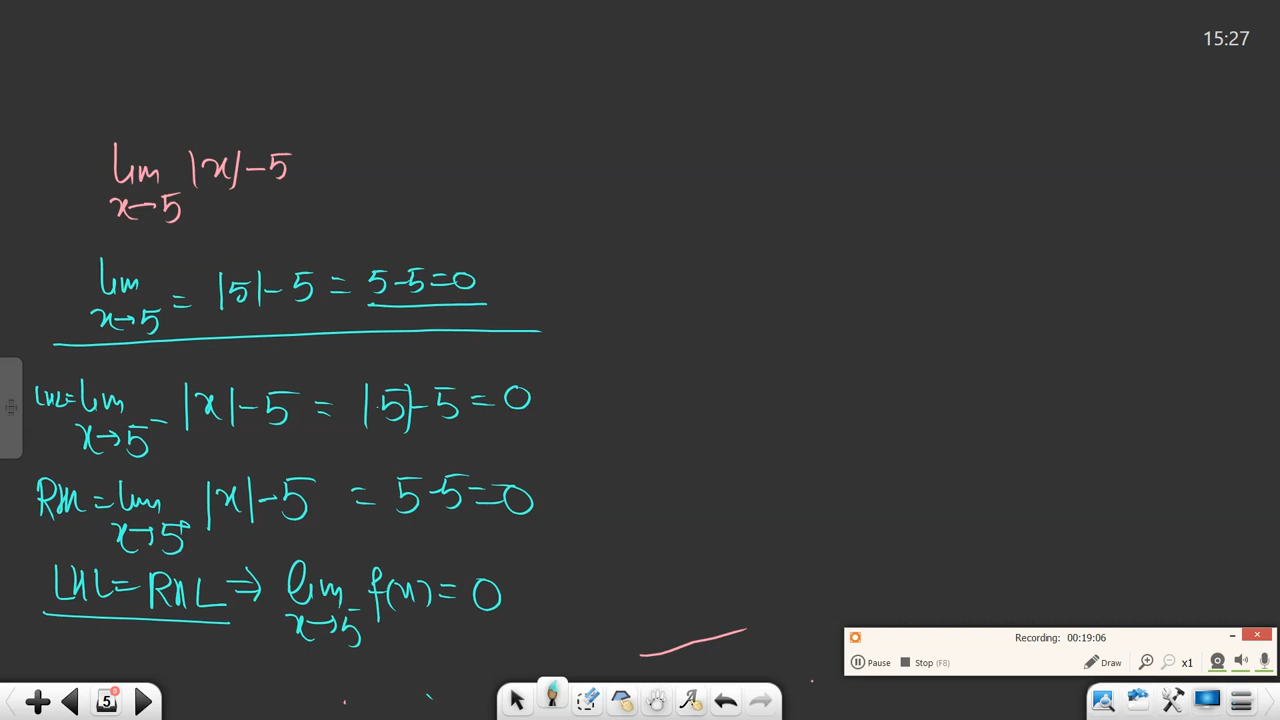 15:27
lim |x|-5
x→5
lim = |5|-5 = 5-5=0
x→5
LHL= lim |x|-5 = |5|-5=0
x→5⁻
RHL = lim |x|-5 = 5-5=0
x→5⁺
LHL=RHL ⇒ lim f(x) = 0
x→5
Recording: 00:19:06
Pause Stop (F8) Draw x1
5 0